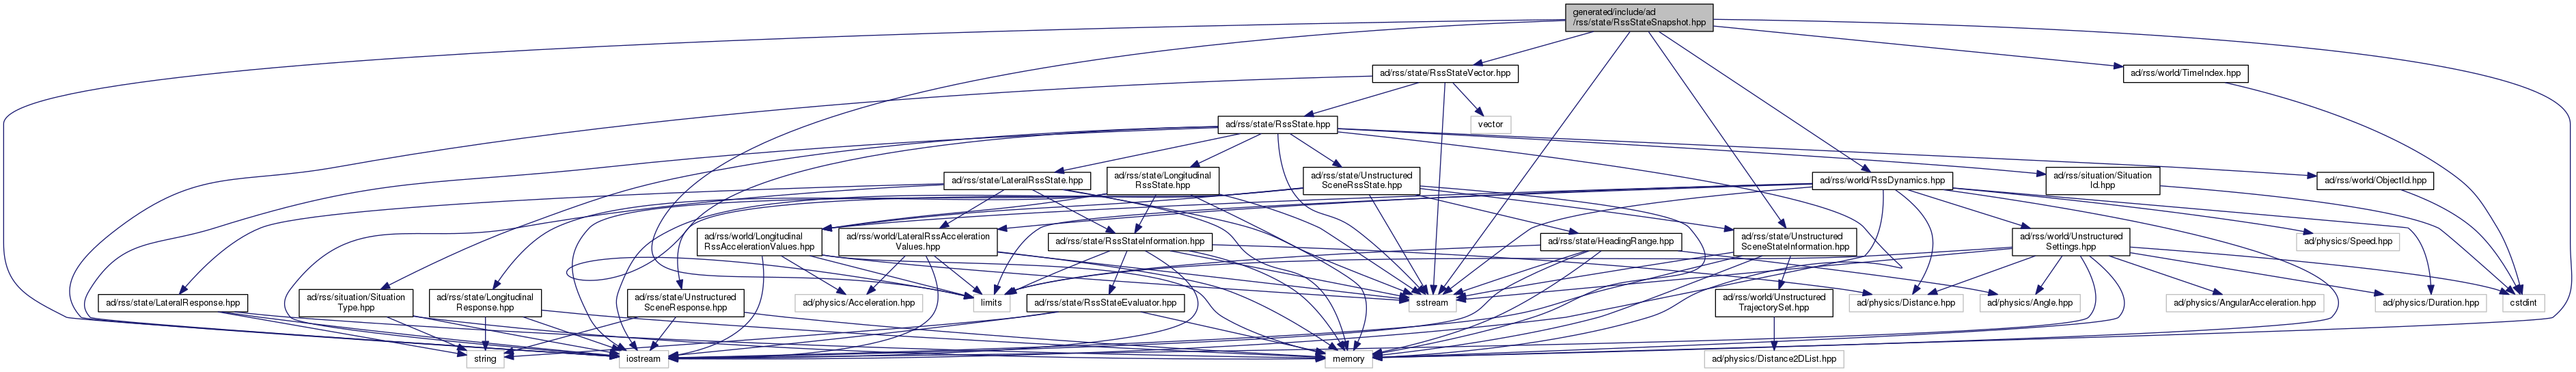 generated/include/ad
/rss/state/RssStateSnapshot.hpp
ad/rss/state/RssStateVector.hpp
ad/rss/world/TimeIndex.hpp
ad/rss/state/RssState.hpp
vector
ad/rss/state/LateralRssState.hpp
ad/rss/state/Longitudinal
RssState.hpp
ad/rss/state/Unstructured
SceneRssState.hpp
ad/rss/world/RssDynamics.hpp
ad/rss/situation/Situation
Id.hpp
ad/rss/world/ObjectId.hpp
ad/rss/world/Longitudinal
RssAccelerationValues.hpp
ad/rss/world/LateralRssAcceleration
Values.hpp
ad/rss/state/RssStateInformation.hpp
ad/rss/state/HeadingRange.hpp
ad/rss/state/Unstructured
SceneStateInformation.hpp
ad/rss/world/Unstructured
Settings.hpp
ad/physics/Speed.hpp
ad/rss/state/LateralResponse.hpp
ad/rss/situation/Situation
Type.hpp
ad/rss/state/Longitudinal
Response.hpp
ad/rss/state/Unstructured
SceneResponse.hpp
ad/physics/Acceleration.hpp
limits
ad/rss/state/RssStateEvaluator.hpp
sstream
ad/rss/world/Unstructured
TrajectorySet.hpp
ad/physics/Distance.hpp
ad/physics/Angle.hpp
ad/physics/AngularAcceleration.hpp
ad/physics/Duration.hpp
cstdint
string
iostream
memory
ad/physics/Distance2DList.hpp